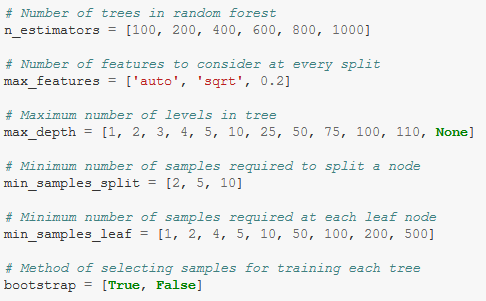 # Number of trees in random forest
n_estimators = [100, 200, 400, 600, 800, 1000]
# Number of features to consider at every split
max_features = ['auto', 'sqrt', 0.2]
# Maximum number of levels in tree
max_depth = [1, 2, 3, 4, 5, 10, 25, 50, 75, 100, 110, None]
# Minimum number of samples required to split a node
min_samples_split = [2, 5, 10]
# Minimum number of samples required at each leaf node
min_samples_leaf = [1, 2, 4, 5, 10, 50, 100, 200, 500]
# Method of selecting samples for training each tree
bootstrap = [True, False]